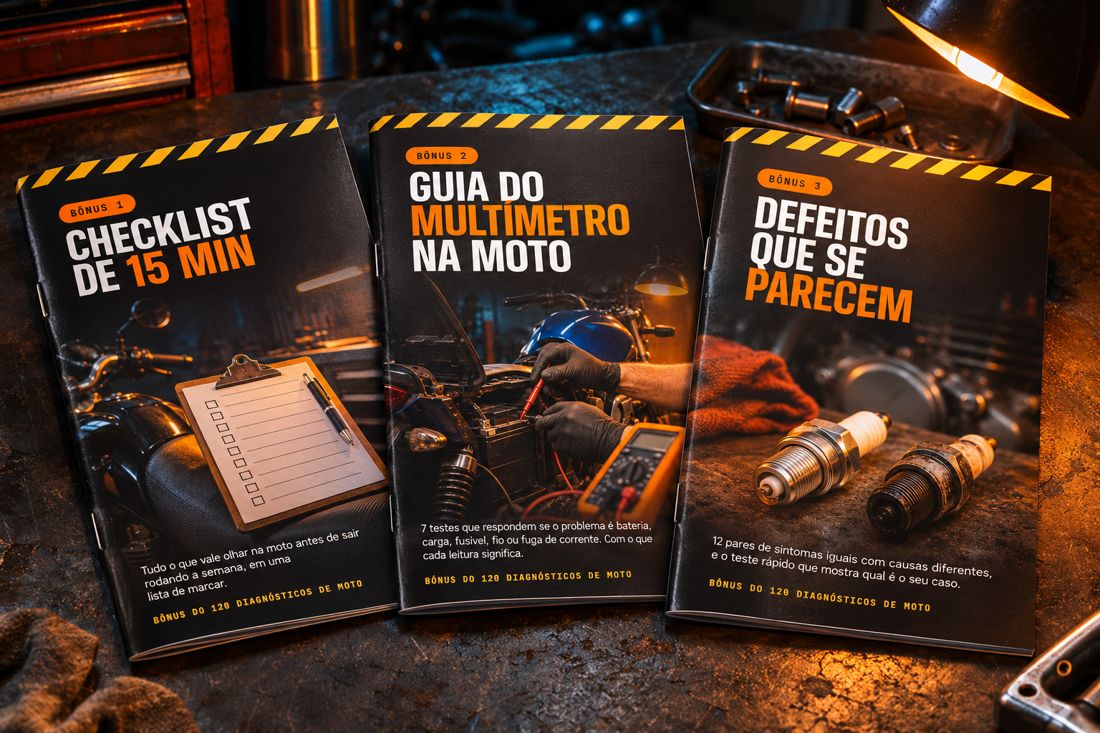 BÔNUS 1
CHECKLIST
DE 15 MIN
Tudo o que vale olhar na moto antes de sair
rodando a semana, em uma
lista de marcar.
BÔNUS DO 120 DIAGNÓSTICOS DE MOTO
BÔNUS 2
GUIA DO
MULTÍMETRO
NA MOTO
7 testes que respondem se o problema é bateria,
carga, fusível, fio ou fuga de corrente. Com o que
cada leitura significa.
BÔNUS DO 120 DIAGNÓSTICOS DE MOTO
BÔNUS 3
DEFEITOS
QUE SE
PARECEM
12 pares de sintomas iguais com causas diferentes,
e o teste rápido que mostra qual é o seu caso.
BÔNUS DO 120 DIAGNÓSTICOS DE MOTO